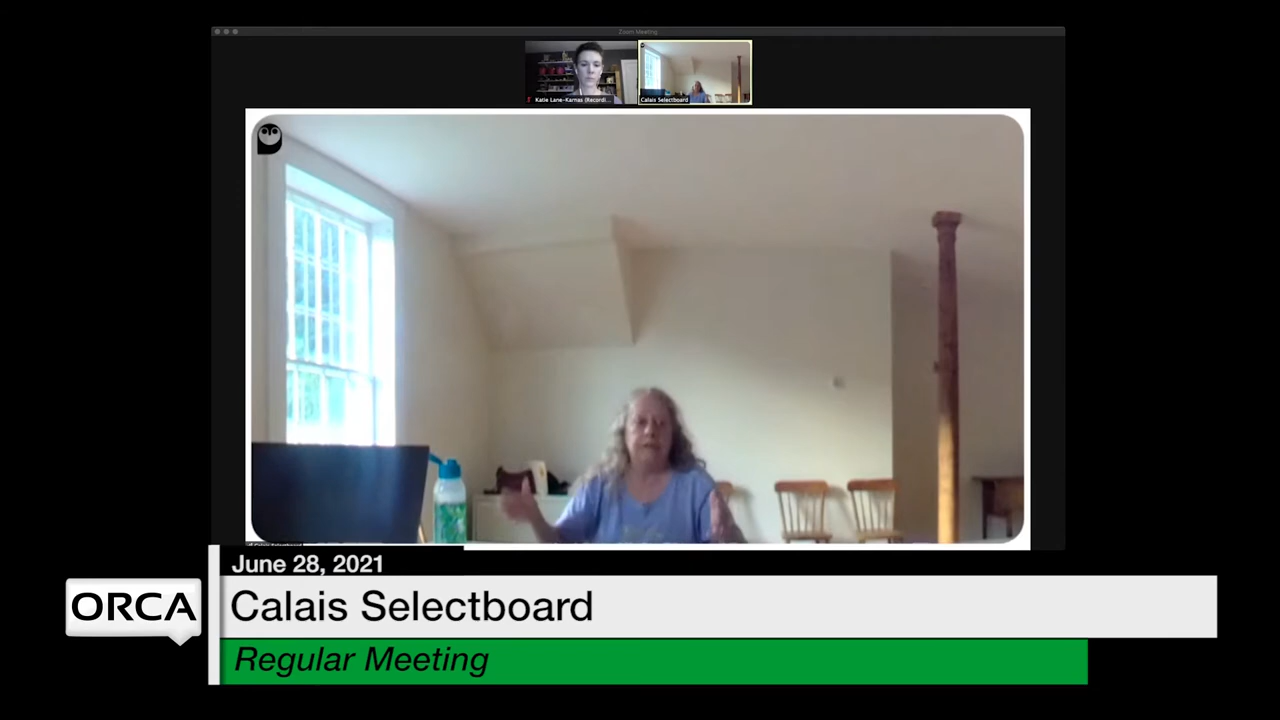 Zoom Meeting
Katie Lane-Karnas (Recordi...
Calais Selectboard
June 28, 2021
ORCA
Calais Selectboard
Regular Meeting